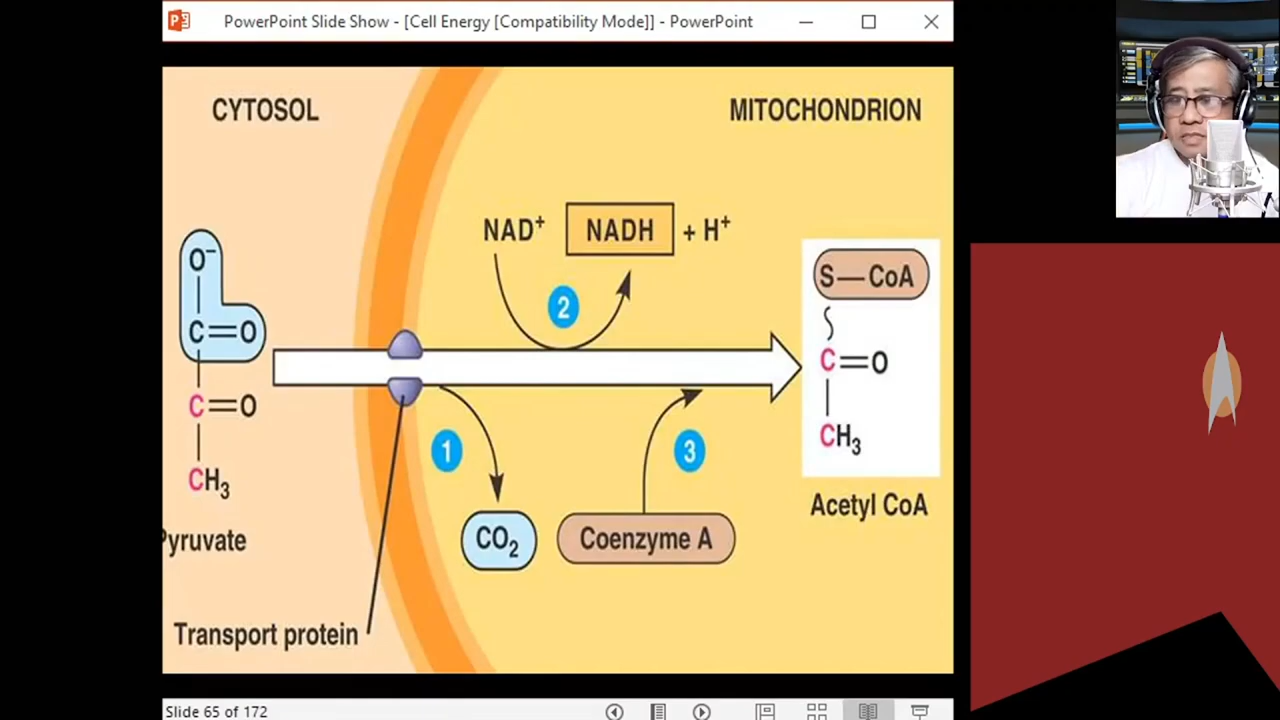 PowerPoint Slide Show - [Cell Energy [Compatibility Mode]] - PowerPoint
CYTOSOL
MITOCHONDRION
NAD⁺ NADH + H⁺
O⁻
S—CoA
2
C=O
C=O
C=O
CH₃
1
3
CH₃
Acetyl CoA
Pyruvate
CO₂
Coenzyme A
Transport protein
Slide 65 of 172